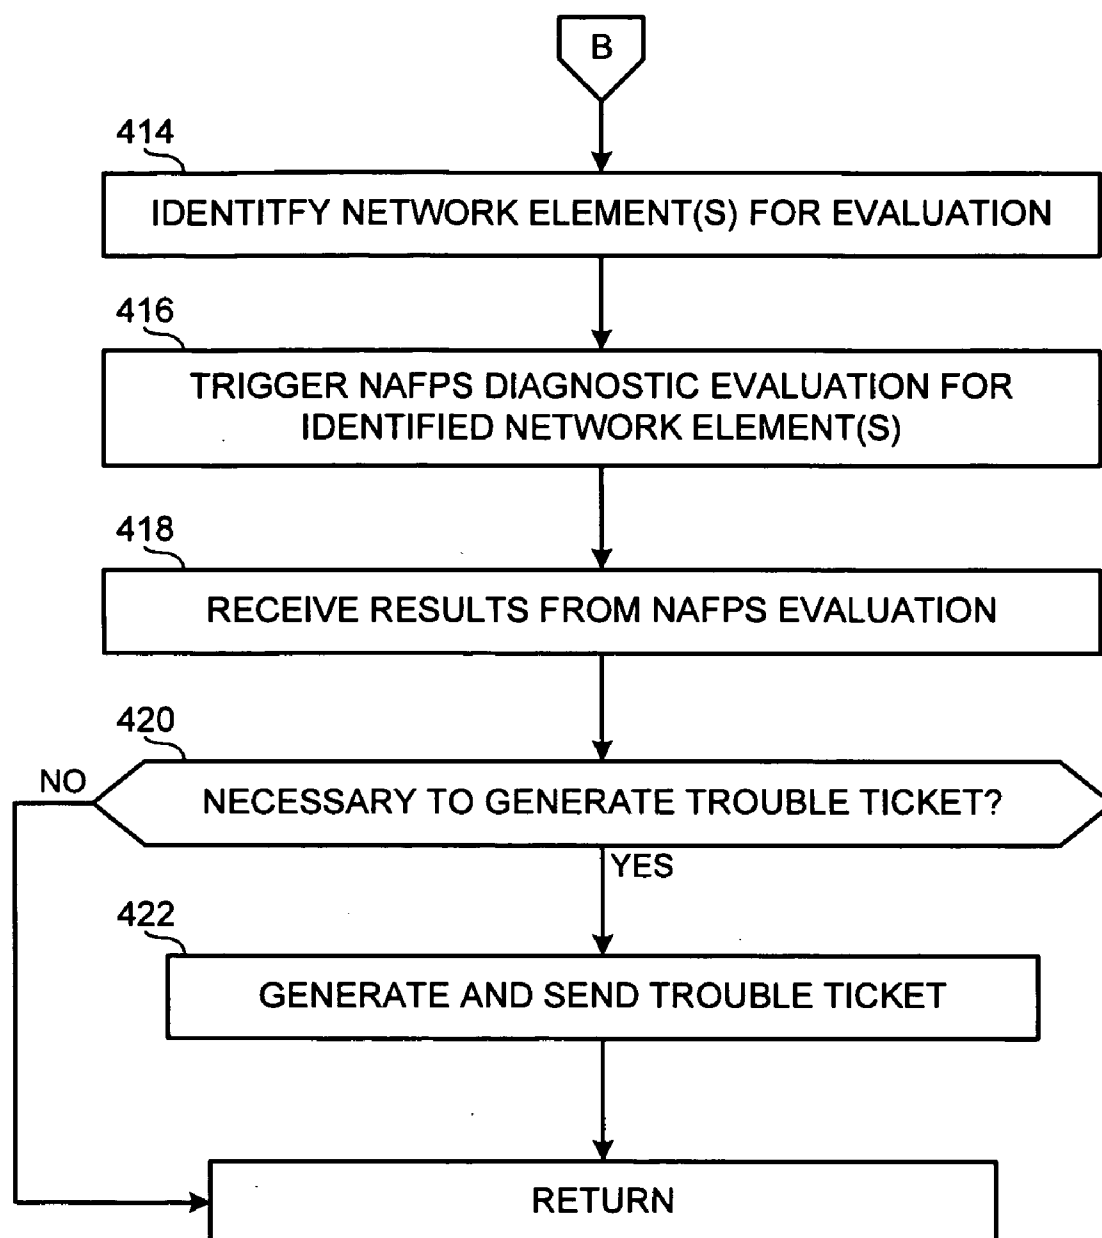 B
414
IDENTITFY NETWORK ELEMENT(S) FOR EVALUATION
416
TRIGGER NAFPS DIAGNOSTIC EVALUATION FOR
IDENTIFIED NETWORK ELEMENT(S)
418
RECEIVE RESULTS FROM NAFPS EVALUATION
420
NO
NECESSARY TO GENERATE TROUBLE TICKET?
YES
422
GENERATE AND SEND TROUBLE TICKET
RETURN